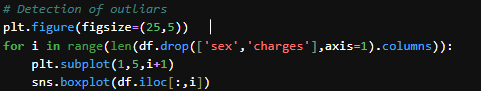 # Detection of outliars
plt.figure(figsize=(25,5))
for i in range(len(df.drop(['sex','charges'],axis=1).columns)):
    plt.subplot(1,5,i+1)
    sns.boxplot(df.iloc[:,i])